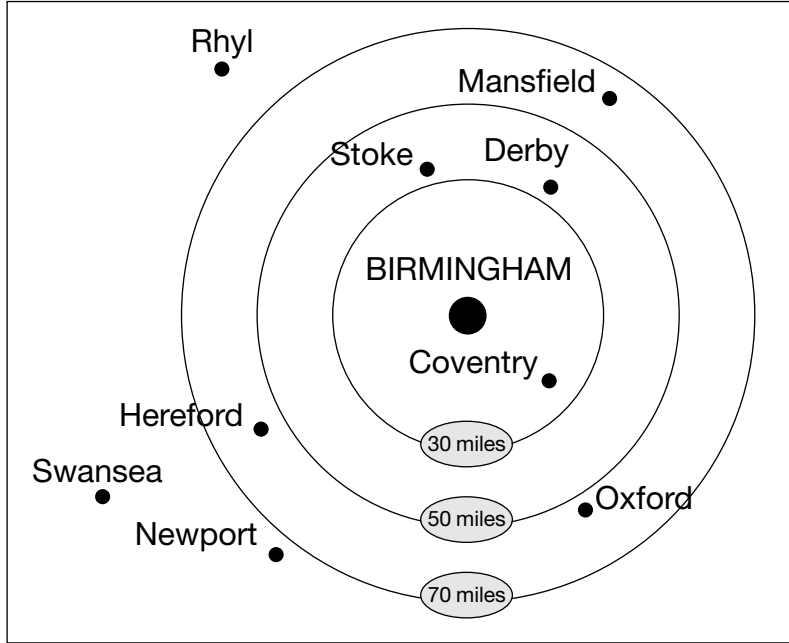 Rhyl
Mansfield
Stoke
Derby
BIRMINGHAM
Coventry
Hereford
30 miles
Swansea
Oxford
50 miles
Newport
70 miles